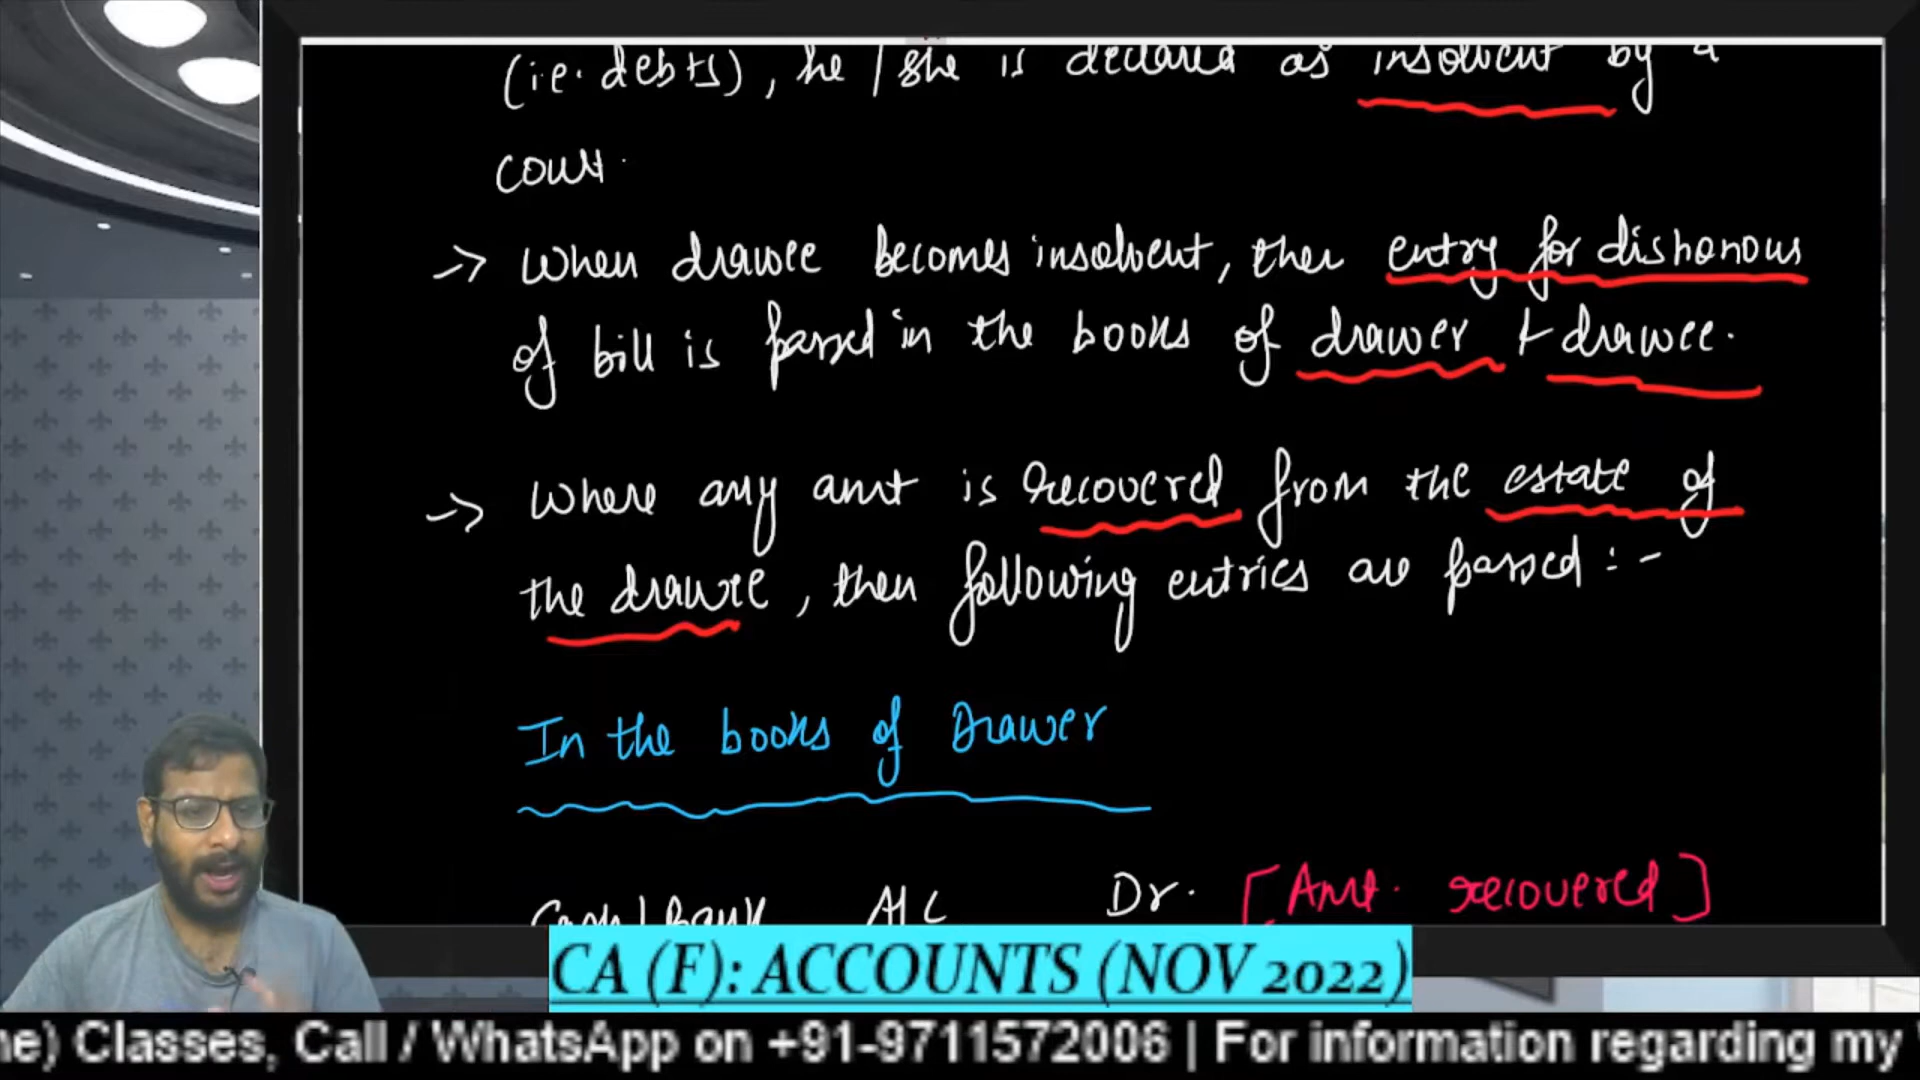 (i.e. debts), he / she is declared as insolvent by a
court.
-> When drawee becomes insolvent, then entry for dishonour
of bill is passed in the books of drawer & drawee.
-> Where any amt is recovered from the estate of
the drawee, then following entries are passed :-
In the books of Drawer
Cash / Bank A/C Dr. [Amt. recovered]
CA (F): ACCOUNTS (NOV 2022)
ne) Classes, Call / WhatsApp on +91-9711572006 | For information regarding my